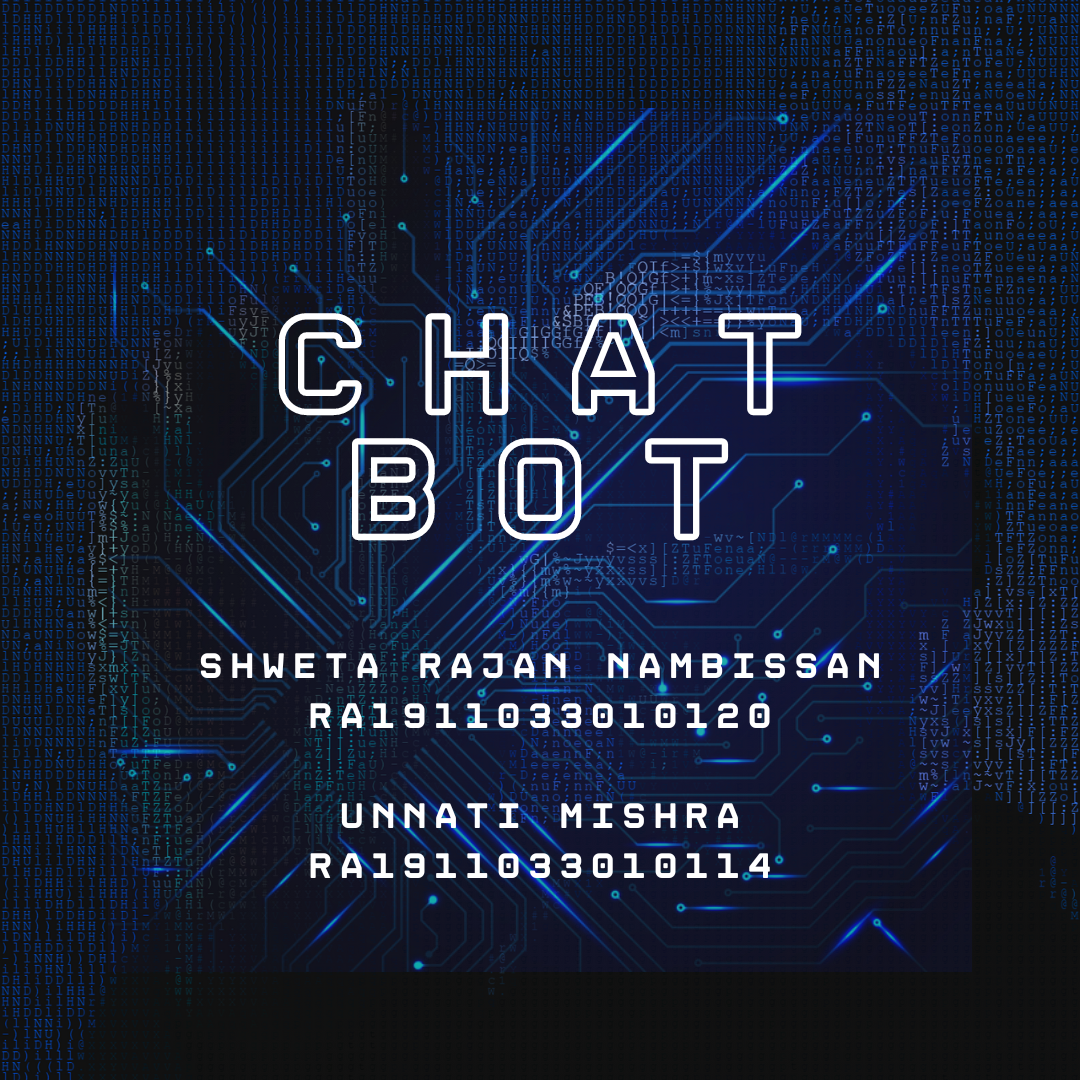 CHAT
BOT
SHWETA RAJAN NAMBISSAN
RA1911033010120
UNNATI MISHRA
RA1911033010114